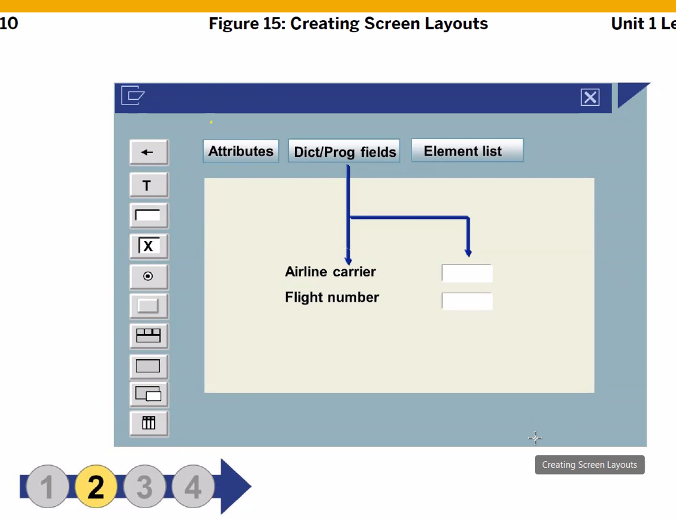 10 Figure 15: Creating Screen Layouts Unit 1 Le
Attributes Dict/Prog fields Element list
T
X
Airline carrier
Flight number
Creating Screen Layouts
1 2 3 4